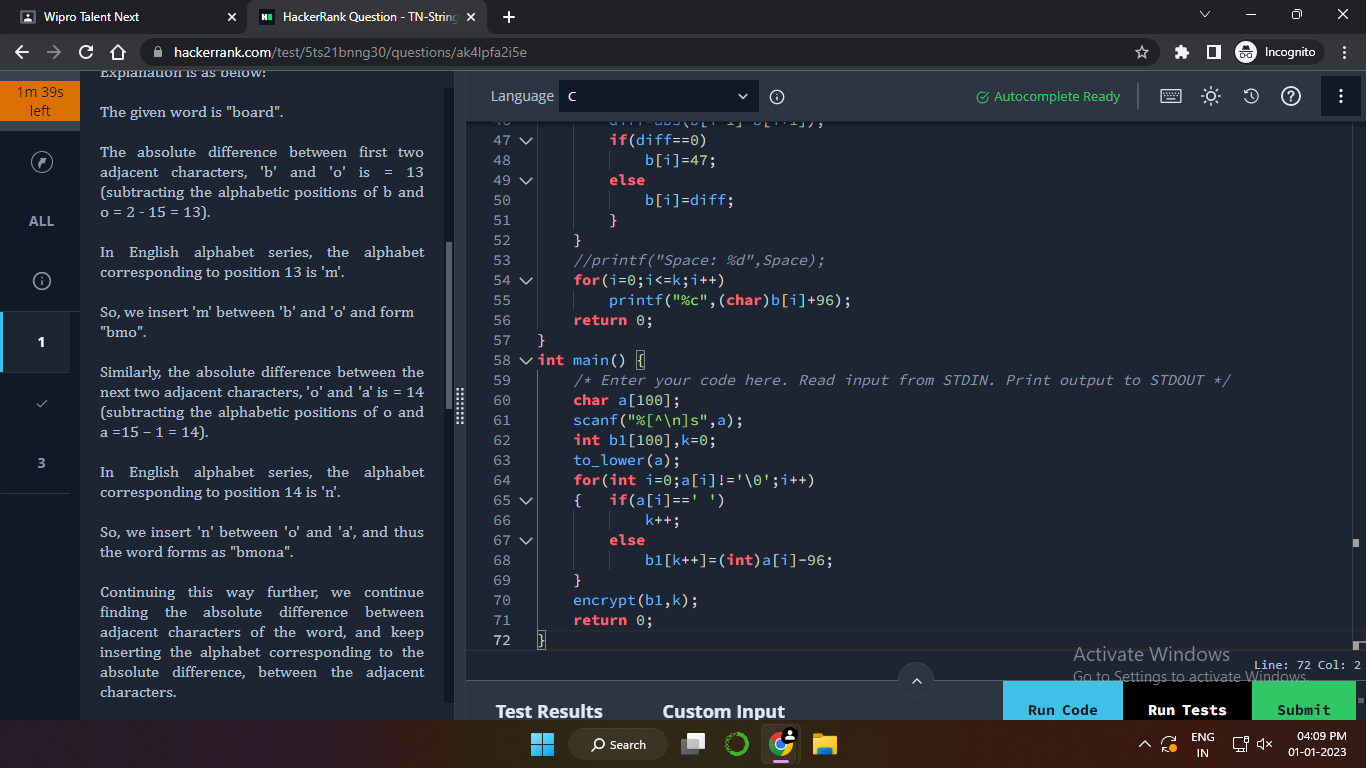 Wipro Talent Next
HackerRank Question - TN-String
hackerrank.com/test/5ts21bnng30/questions/ak4lpfa2i5e
Incognito
1m 39s
left
ALL
1
3
Explanation is as below:
The given word is "board".
The absolute difference between first two
adjacent characters, 'b' and 'o' is = 13
(subtracting the alphabetic positions of b and
o = 2 - 15 = 13).
In English alphabet series, the alphabet
corresponding to position 13 is 'm'.
So, we insert 'm' between 'b' and 'o' and form
"bmo".
Similarly, the absolute difference between the
next two adjacent characters, 'o' and 'a' is = 14
(subtracting the alphabetic positions of o and
a =15 – 1 = 14).
In English alphabet series, the alphabet
corresponding to position 14 is 'n'.
So, we insert 'n' between 'o' and 'a', and thus
the word forms as "bmona".
Continuing this way further, we continue
finding the absolute difference between
adjacent characters of the word, and keep
inserting the alphabet corresponding to the
absolute difference, between the adjacent
characters.
Language C
Autocomplete Ready
46 diff=abs(b[i-1]-b[i+1]);
47 if(diff==0)
48 b[i]=47;
49 else
50 b[i]=diff;
51 }
52 }
53 //printf("Space: %d",Space);
54 for(i=0;i<=k;i++)
55 printf("%c",(char)b[i]+96);
56 return 0;
57 }
58 int main() {
59 /* Enter your code here. Read input from STDIN. Print output to STDOUT */
60 char a[100];
61 scanf("%[^\n]s",a);
62 int b1[100],k=0;
63 to_lower(a);
64 for(int i=0;a[i]!='\0';i++)
65 { if(a[i]==' ')
66 k++;
67 else
68 b1[k++]=(int)a[i]-96;
69 }
70 encrypt(b1,k);
71 return 0;
72 }
Activate Windows
Go to Settings to activate Windows.
Line: 72 Col: 2
Test Results
Custom Input
Run Code
Run Tests
Submit
Search
ENG
IN
04:09 PM
01-01-2023